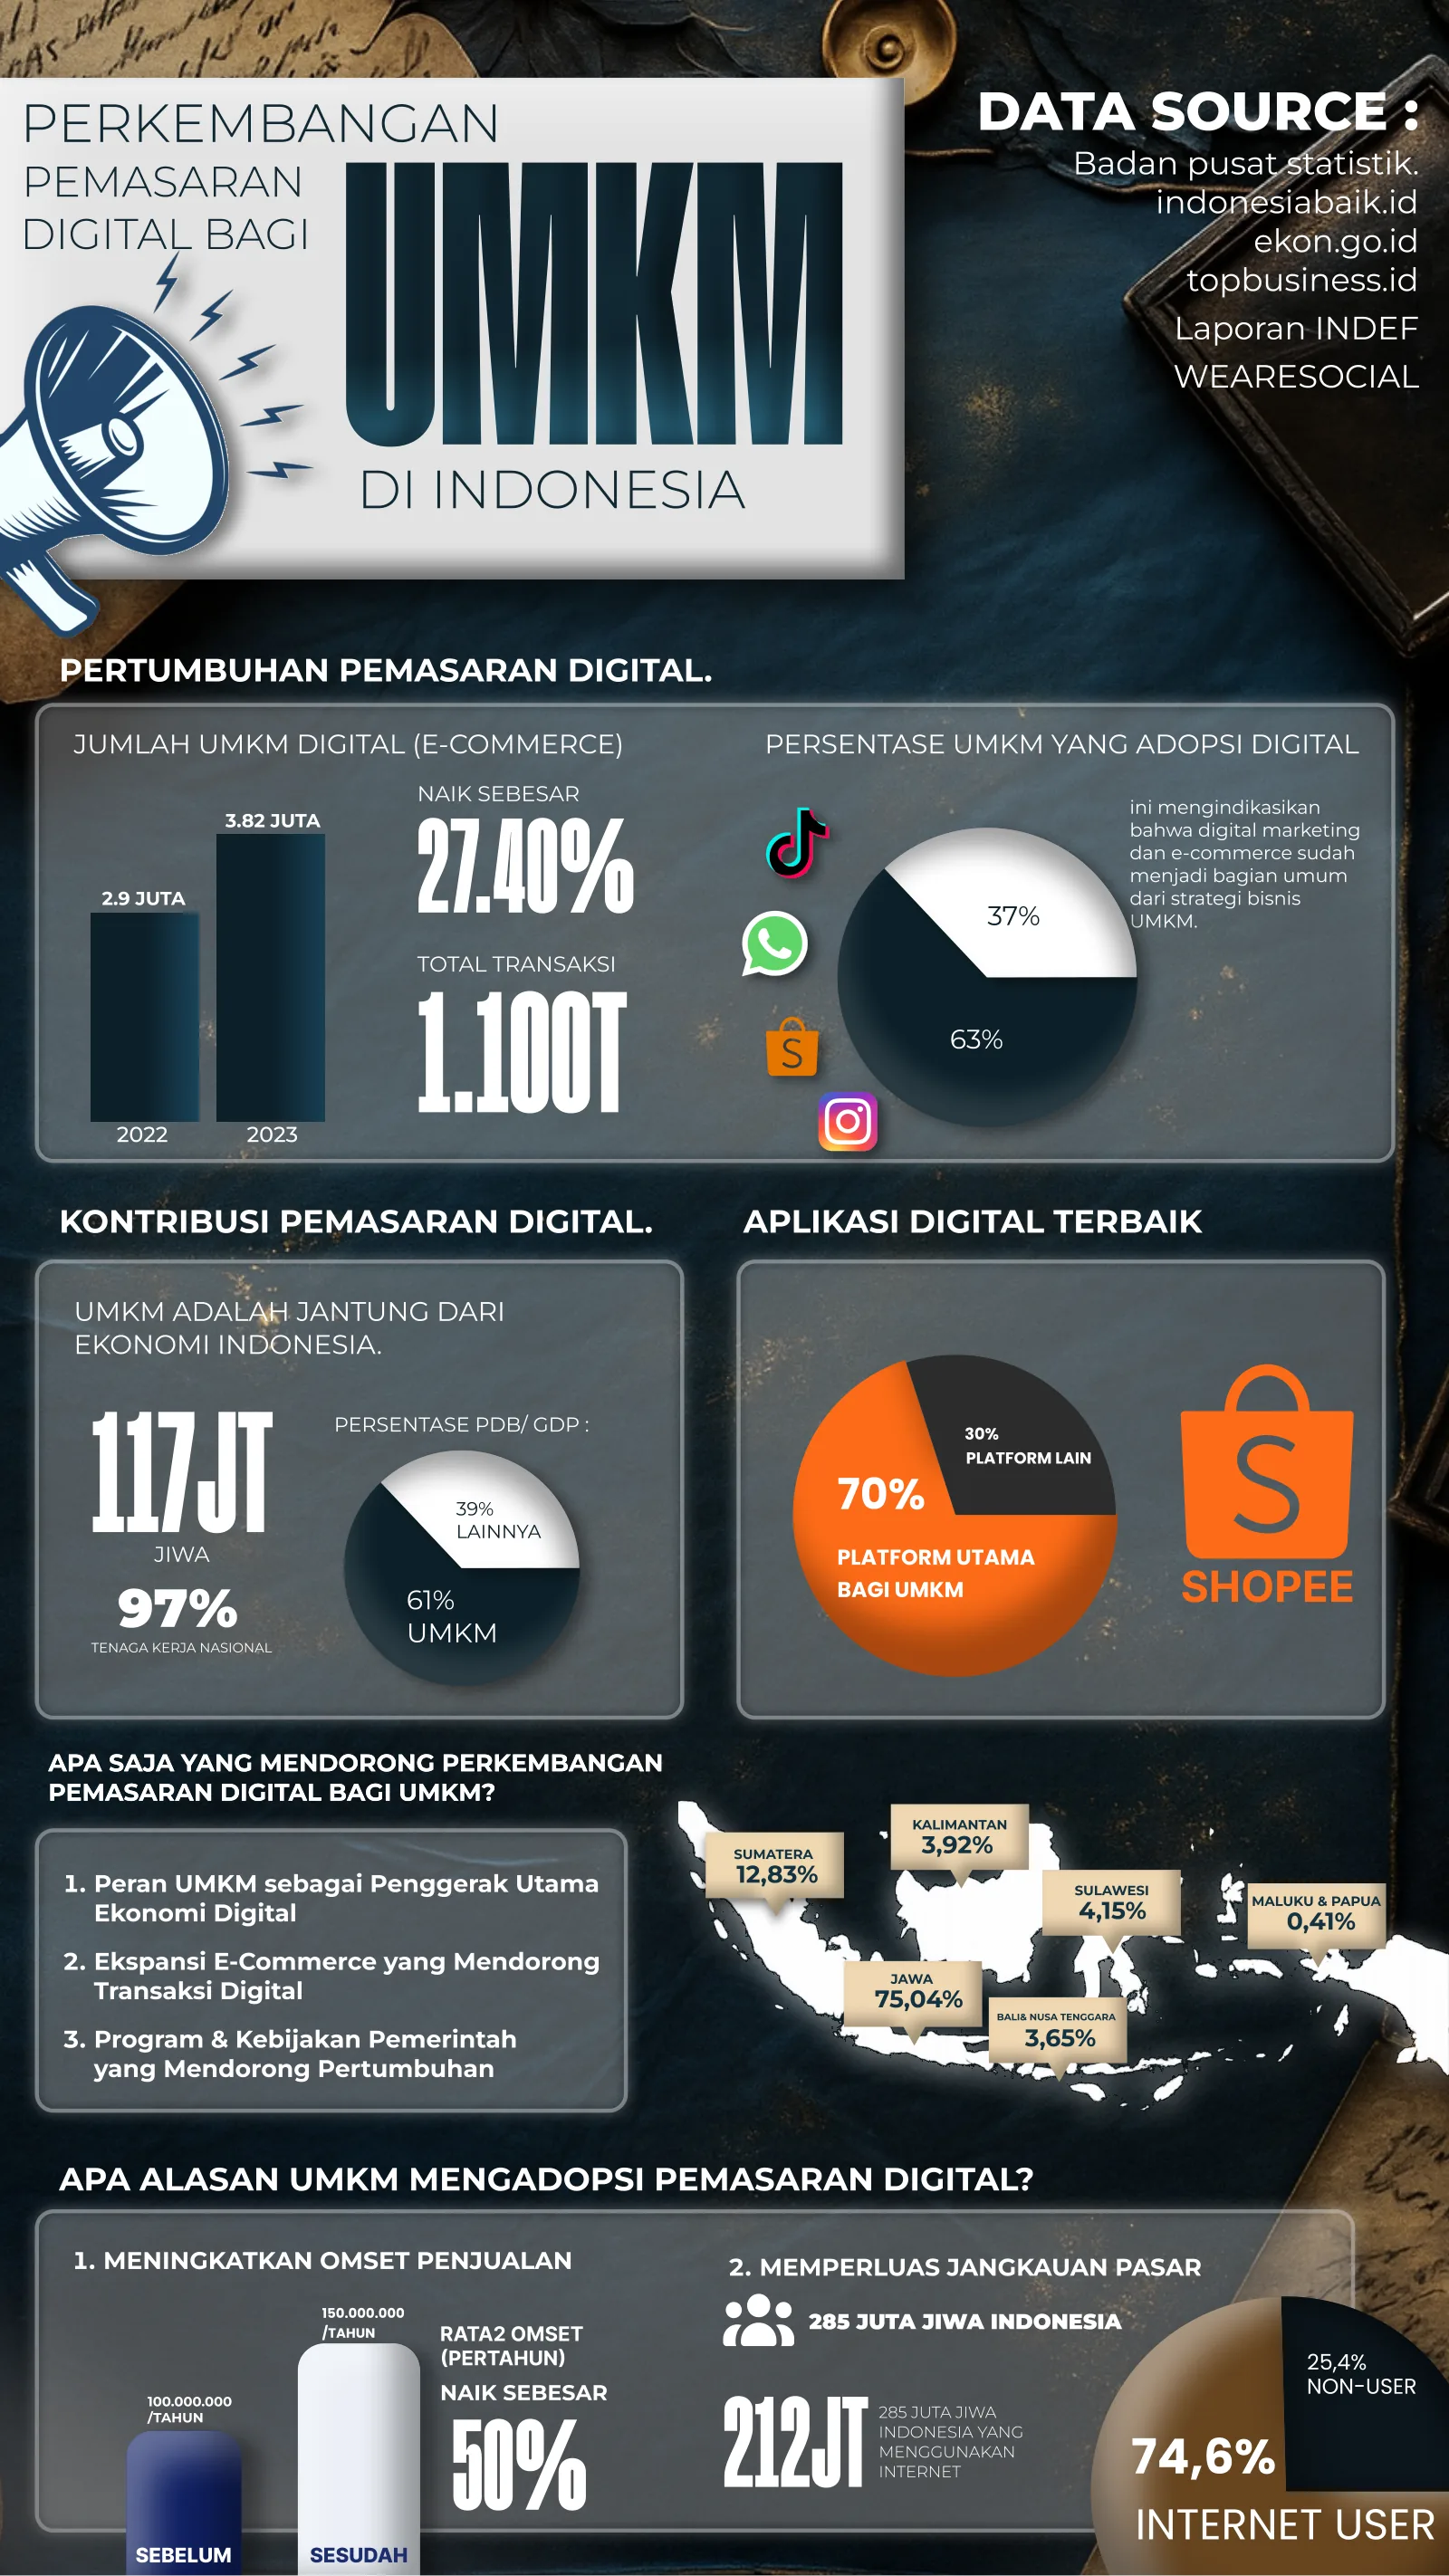 PERKEMBANGAN
PEMASARAN
DIGITAL BAGI
UMKM
DI INDONESIA
DATA SOURCE :
Badan pusat statistik.
indonesiabaik.id
ekon.go.id
topbusiness.id
Laporan INDEF
WEARESOCIAL
PERTUMBUHAN PEMASARAN DIGITAL.
JUMLAH UMKM DIGITAL (E-COMMERCE)
2.9 JUTA
3.82 JUTA
2022
2023
NAIK SEBESAR
27.40%
TOTAL TRANSAKSI
1.100T
PERSENTASE UMKM YANG ADOPSI DIGITAL
37%
63%
ini mengindikasikan
bahwa digital marketing
dan e-commerce sudah
menjadi bagian umum
dari strategi bisnis
UMKM.
KONTRIBUSI PEMASARAN DIGITAL.
UMKM ADALAH JANTUNG DARI
EKONOMI INDONESIA.
117JT
JIWA
97%
TENAGA KERJA NASIONAL
PERSENTASE PDB/ GDP :
39%
LAINNYA
61%
UMKM
APLIKASI DIGITAL TERBAIK
30%
PLATFORM LAIN
70%
PLATFORM UTAMA
BAGI UMKM
SHOPEE
APA SAJA YANG MENDORONG PERKEMBANGAN
PEMASARAN DIGITAL BAGI UMKM?
1. Peran UMKM sebagai Penggerak Utama
Ekonomi Digital
2. Ekspansi E-Commerce yang Mendorong
Transaksi Digital
3. Program & Kebijakan Pemerintah
yang Mendorong Pertumbuhan
SUMATERA
12,83%
KALIMANTAN
3,92%
SULAWESI
4,15%
MALUKU & PAPUA
0,41%
JAWA
75,04%
BALI& NUSA TENGGARA
3,65%
APA ALASAN UMKM MENGADOPSI PEMASARAN DIGITAL?
1. MENINGKATKAN OMSET PENJUALAN
100.000.000
/TAHUN
SEBELUM
150.000.000
/TAHUN
SESUDAH
RATA2 OMSET
(PERTAHUN)
NAIK SEBESAR
50%
2. MEMPERLUAS JANGKAUAN PASAR
285 JUTA JIWA INDONESIA
212JT
285 JUTA JIWA
INDONESIA YANG
MENGGUNAKAN
INTERNET
25,4%
NON-USER
74,6%
INTERNET USER